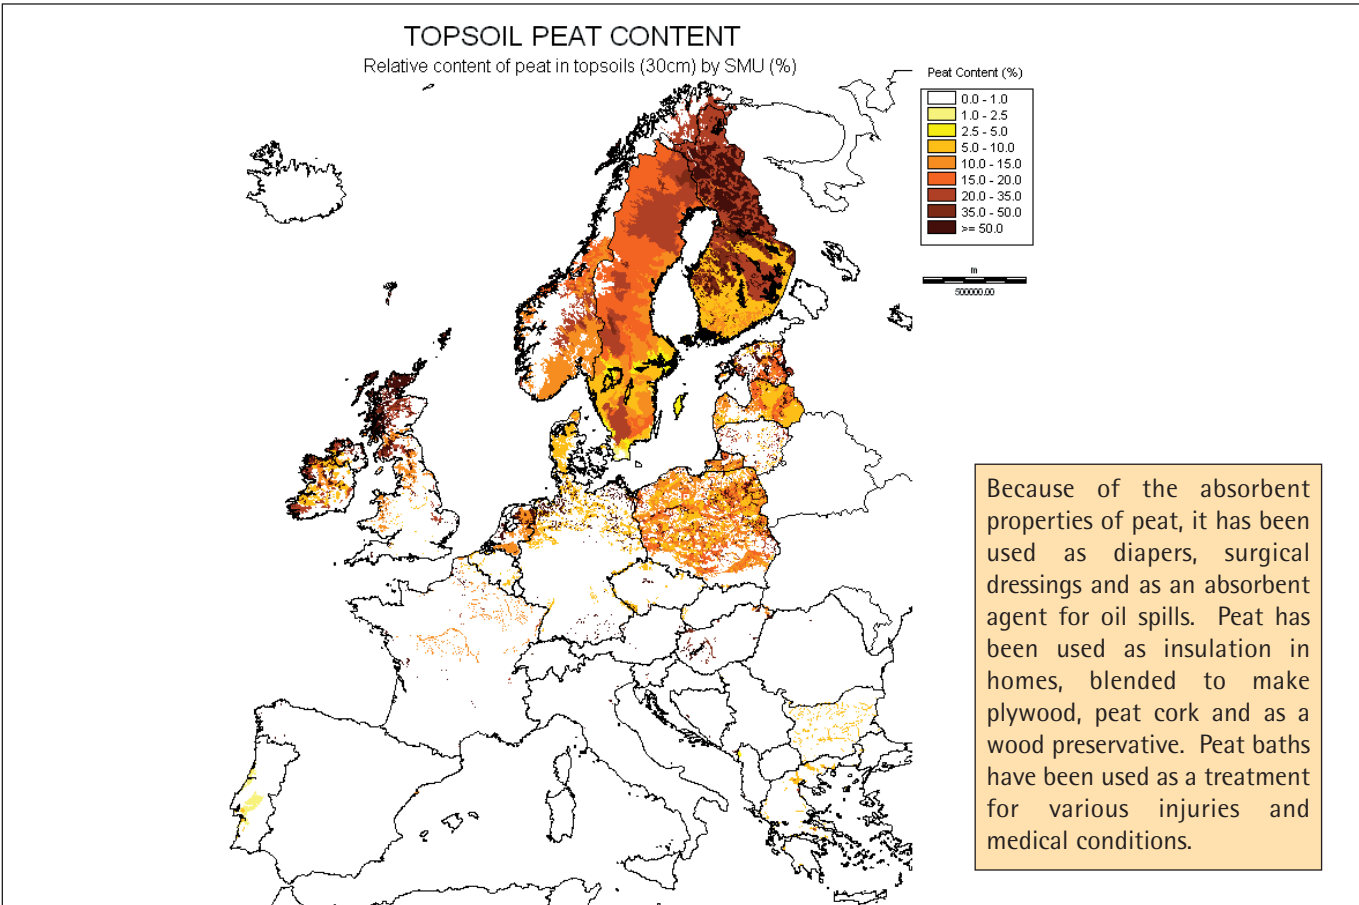 TOPSOIL PEAT CONTENT
Relative content of peat in topsoils (30cm) by SMU (%)
Peat Content (%)
0.0 - 1.0
1.0 - 2.5
2.5 - 5.0
5.0 - 10.0
10.0 - 15.0
15.0 - 20.0
20.0 - 35.0
35.0 - 50.0
>= 50.0
m
500000.00
Because of the absorbent
properties of peat, it has been
used as diapers, surgical
dressings and as an absorbent
agent for oil spills. Peat has
been used as insulation in
homes, blended to make
plywood, peat cork and as a
wood preservative. Peat baths
have been used as a treatment
for various injuries and
medical conditions.